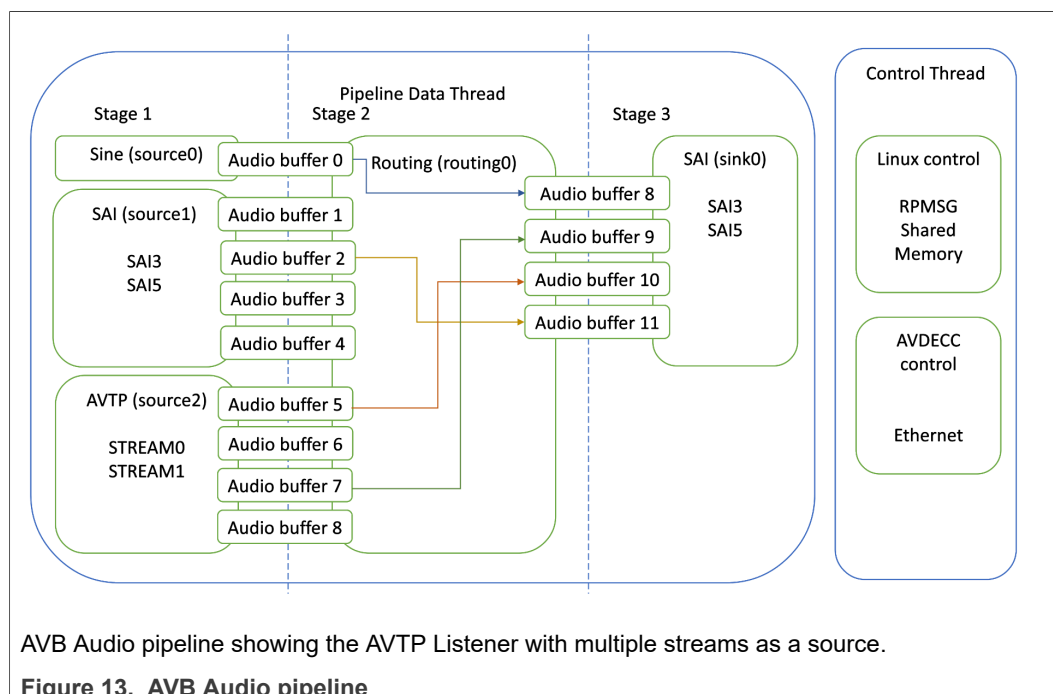 Pipeline Data Thread
Stage 1
Stage 2
Stage 3
Sine (source0)
Audio buffer 0
SAI (source1)
SAI3
SAI5
Audio buffer 1
Audio buffer 2
Audio buffer 3
Audio buffer 4
AVTP (source2)
STREAM0
STREAM1
Audio buffer 5
Audio buffer 6
Audio buffer 7
Audio buffer 8
Routing (routing0)
Audio buffer 8
Audio buffer 9
Audio buffer 10
Audio buffer 11
SAI (sink0)
SAI3
SAI5
Control Thread
Linux control
RPMSG
Shared
Memory
AVDECC
control
Ethernet
AVB Audio pipeline showing the AVTP Listener with multiple streams as a source.
Figure 13. AVB Audio pipeline